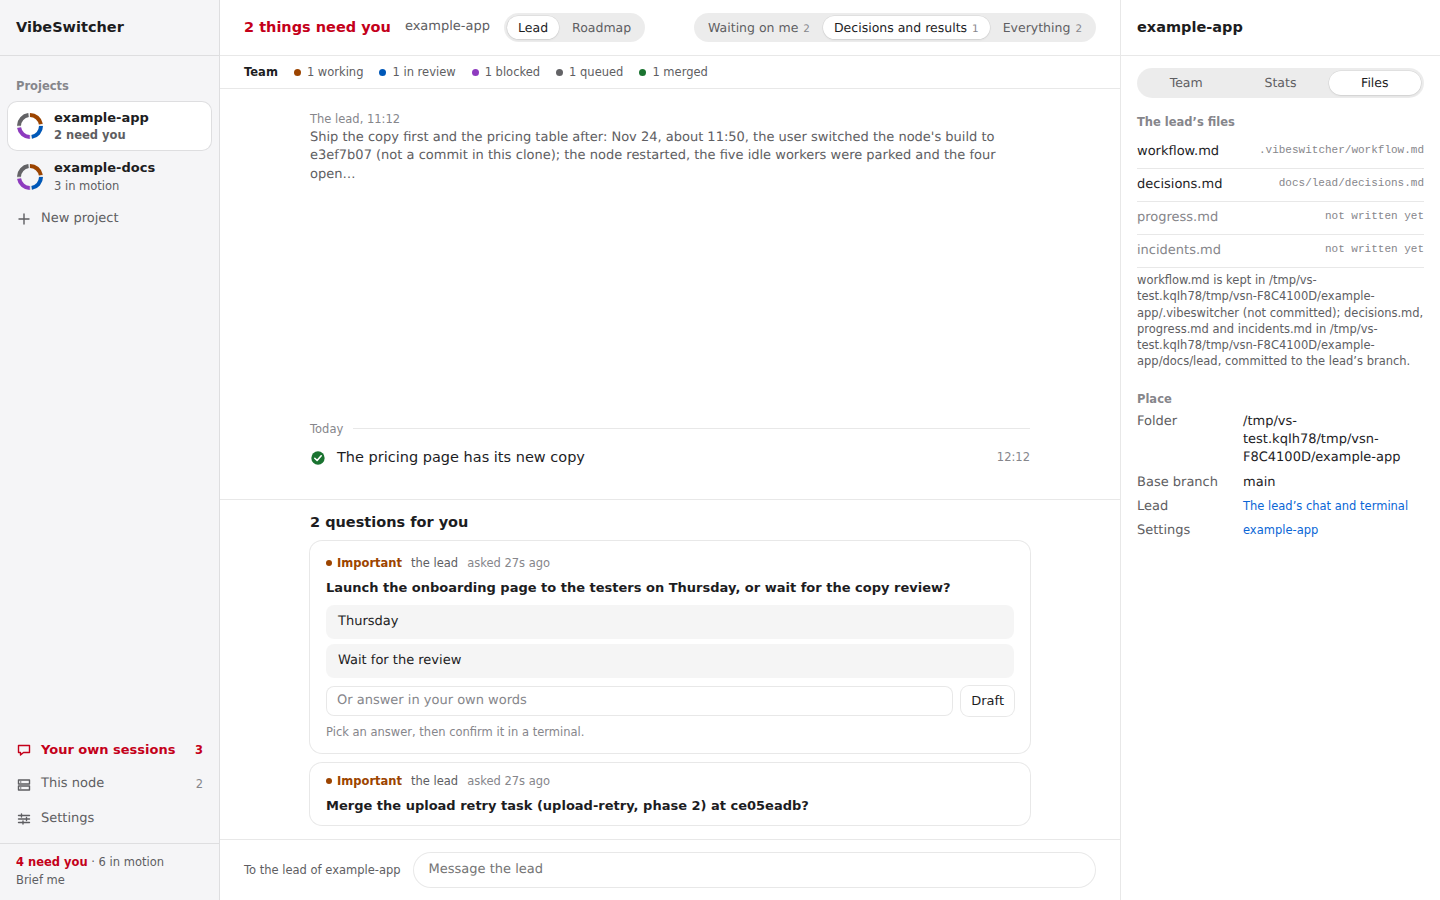 VibeSwitcher
Projects
example-app
2 need you
example-docs
3 in motion
New project
Your own sessions 3
This node 2
Settings
4 need you · 6 in motion
Brief me
2 things need you example-app Lead Roadmap Waiting on me 2 Decisions and results 1 Everything 2
Team 1 working 1 in review 1 blocked 1 queued 1 merged
The lead, 11:12
Ship the copy first and the pricing table after: Nov 24, about 11:50, the user switched the node's build to
e3ef7b07 (not a commit in this clone); the node restarted, the five idle workers were parked and the four
open…
Today
The pricing page has its new copy 12:12
2 questions for you
Important the lead asked 27s ago
Launch the onboarding page to the testers on Thursday, or wait for the copy review?
Thursday
Wait for the review
Or answer in your own words Draft
Pick an answer, then confirm it in a terminal.
Important the lead asked 27s ago
Merge the upload retry task (upload-retry, phase 2) at ce05eadb?
To the lead of example-app Message the lead
example-app
Team Stats Files
The lead’s files
workflow.md .vibeswitcher/workflow.md
decisions.md docs/lead/decisions.md
progress.md not written yet
incidents.md not written yet
workflow.md is kept in /tmp/vs-
test.kqIh78/tmp/vsn-F8C4100D/example-
app/.vibeswitcher (not committed); decisions.md,
progress.md and incidents.md in /tmp/vs-
test.kqIh78/tmp/vsn-F8C4100D/example-
app/docs/lead, committed to the lead’s branch.
Place
Folder /tmp/vs-
test.kqIh78/tmp/vsn-
F8C4100D/example-app
Base branch main
Lead The lead’s chat and terminal
Settings example-app